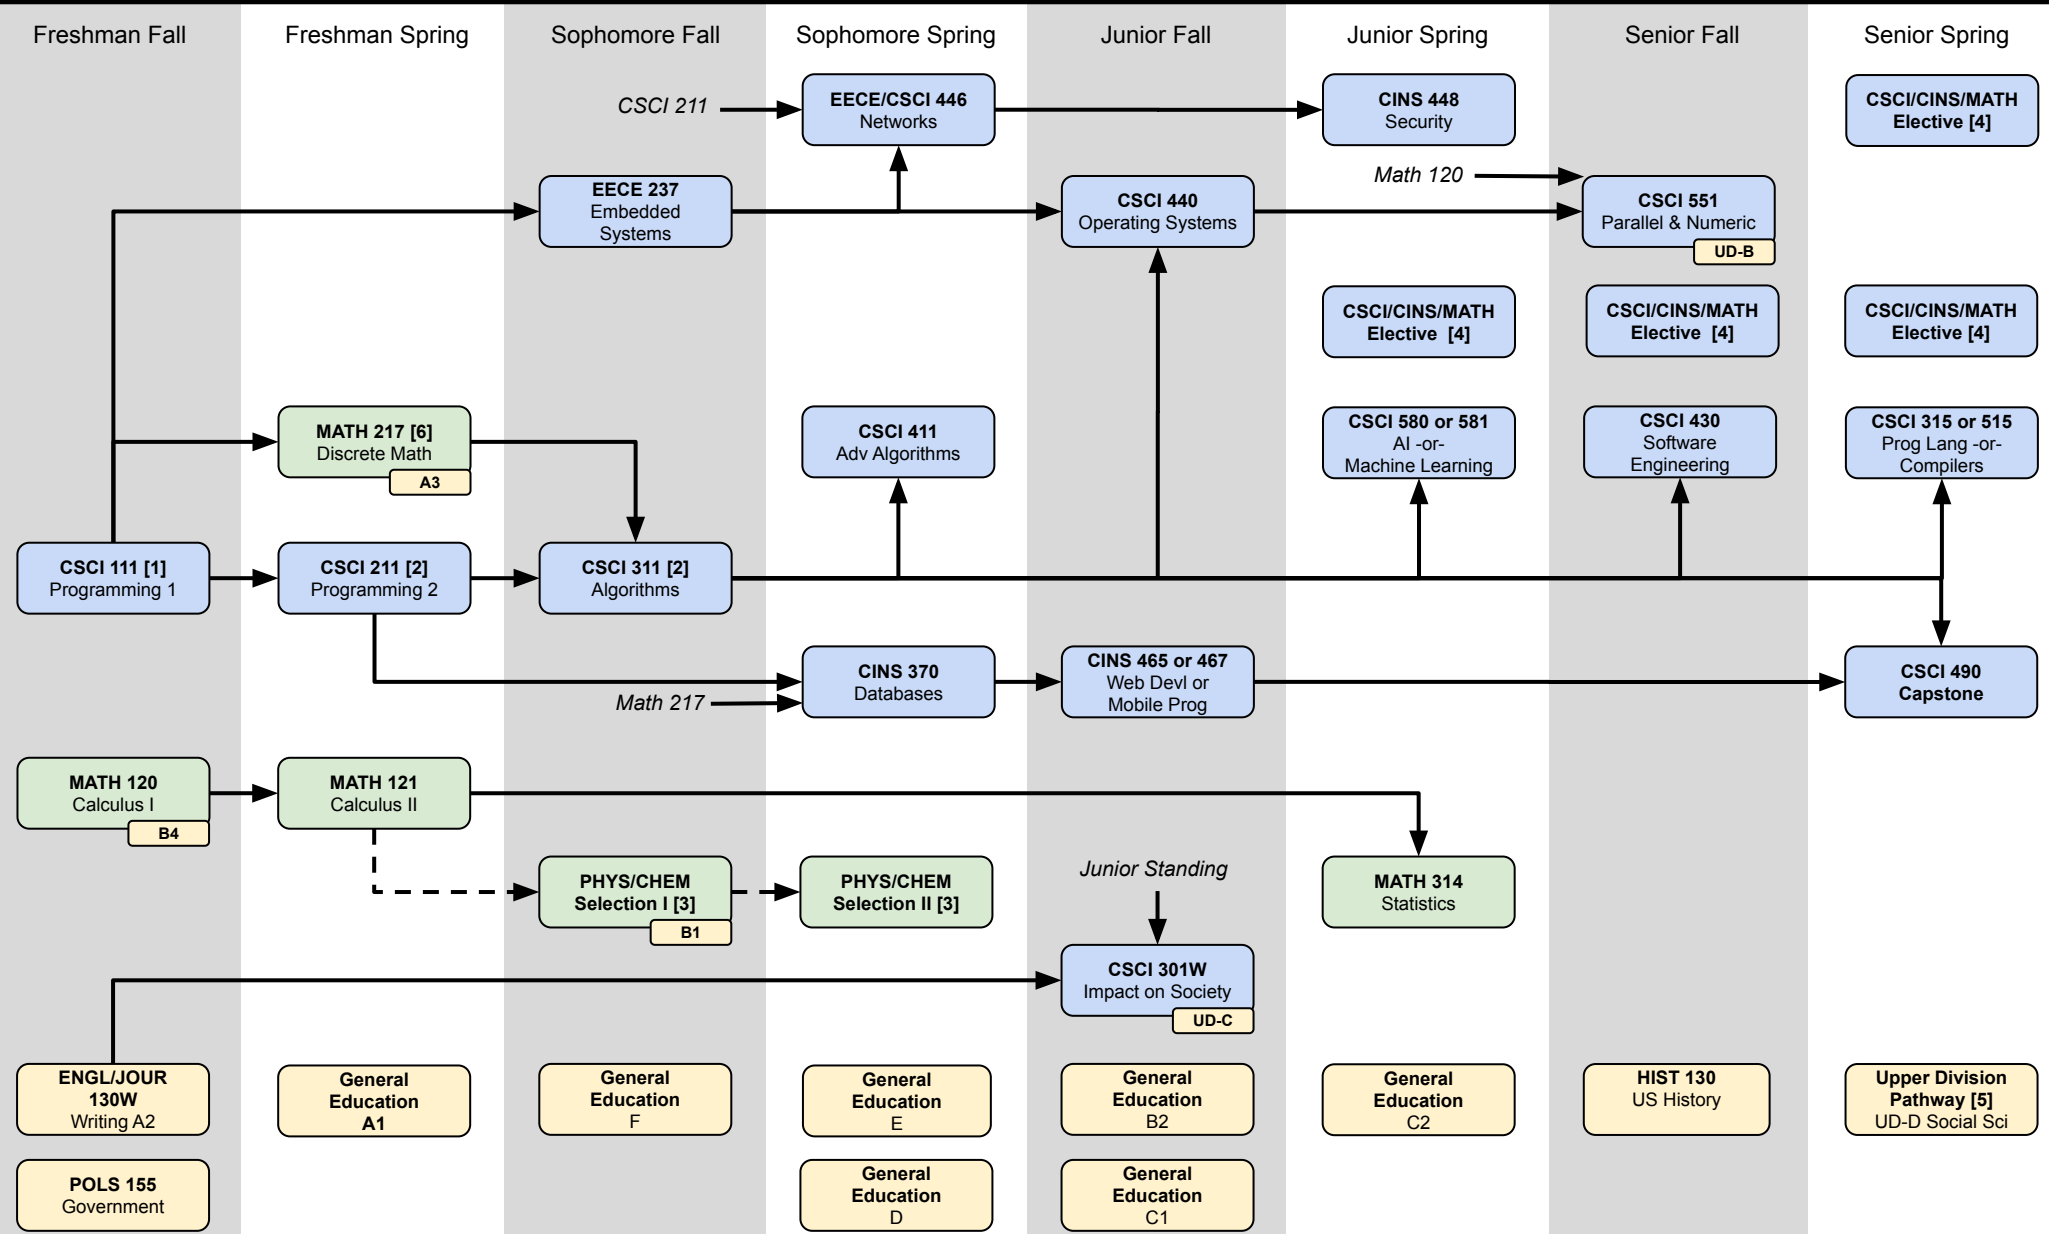 Freshman Fall
Freshman Spring
Sophomore Fall
Sophomore Spring
Junior Fall
Junior Spring
Senior Fall
Senior Spring
CSCI 211
EECE/CSCI 446
Networks
CINS 448
Security
CSCI/CINS/MATH
Elective [4]
Math 120
EECE 237
Embedded
Systems
CSCI 440
Operating Systems
CSCI 551
Parallel & Numeric
UD-B
CSCI/CINS/MATH
Elective [4]
CSCI/CINS/MATH
Elective [4]
CSCI/CINS/MATH
Elective [4]
MATH 217 [6]
Discrete Math
A3
CSCI 411
Adv Algorithms
CSCI 580 or 581
AI -or-
Machine Learning
CSCI 430
Software
Engineering
CSCI 315 or 515
Prog Lang -or-
Compilers
CSCI 111 [1]
Programming 1
CSCI 211 [2]
Programming 2
CSCI 311 [2]
Algorithms
Math 217
CINS 370
Databases
CINS 465 or 467
Web Devl or
Mobile Prog
CSCI 490
Capstone
MATH 120
Calculus I
B4
MATH 121
Calculus II
PHYS/CHEM
Selection I [3]
B1
PHYS/CHEM
Selection II [3]
Junior Standing
MATH 314
Statistics
CSCI 301W
Impact on Society
UD-C
ENGL/JOUR
130W
Writing A2
General
Education
A1
General
Education
F
General
Education
E
General
Education
B2
General
Education
C2
HIST 130
US History
Upper Division
Pathway [5]
UD-D Social Sci
POLS 155
Government
General
Education
D
General
Education
C1